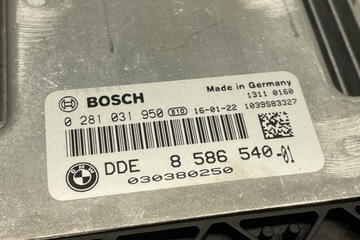 BOSCH
Made in Germany
1311 0160
0 281 031 950 S10 16-01-22 1039S83327
DDE 8 586 540-01
030380250